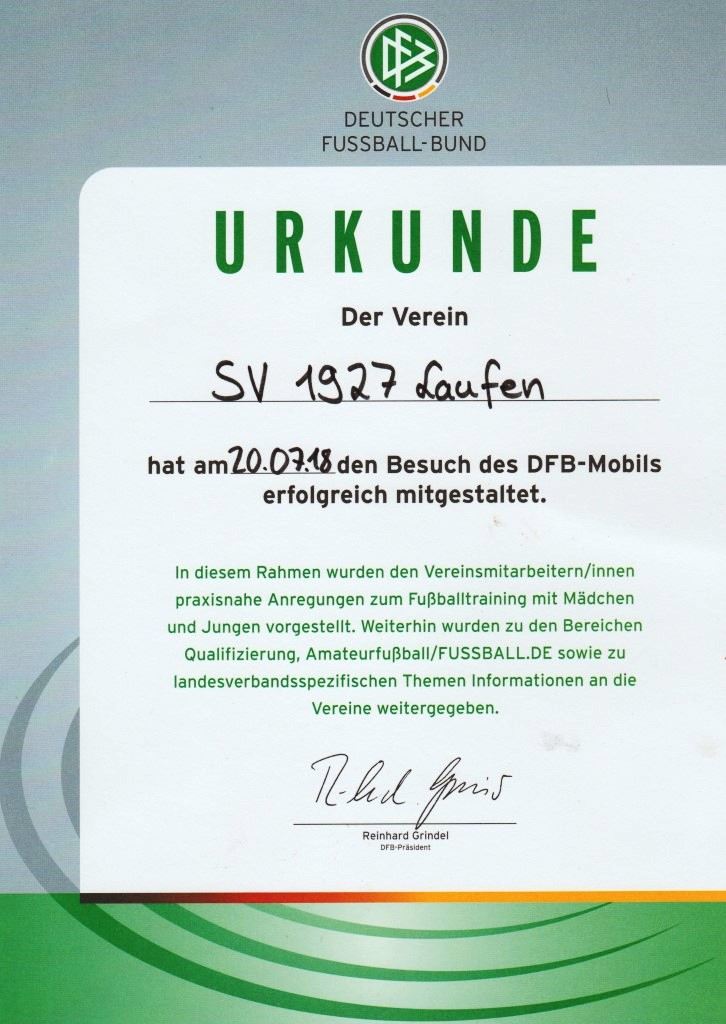 DFB
DEUTSCHER
FUSSBALL-BUND
URKUNDE
Der Verein
SV 1927 Laufen
hat am 20.07.18 den Besuch des DFB-Mobils
erfolgreich mitgestaltet.
In diesem Rahmen wurden den Vereinsmitarbeitern/innen
praxisnahe Anregungen zum Fußballtraining mit Mädchen
und Jungen vorgestellt. Weiterhin wurden zu den Bereichen
Qualifizierung, Amateurfußball/FUSSBALL.DE sowie zu
landesverbandsspezifischen Themen Informationen an die
Vereine weitergegeben.
Reinhard Grindel
DFB-Präsident